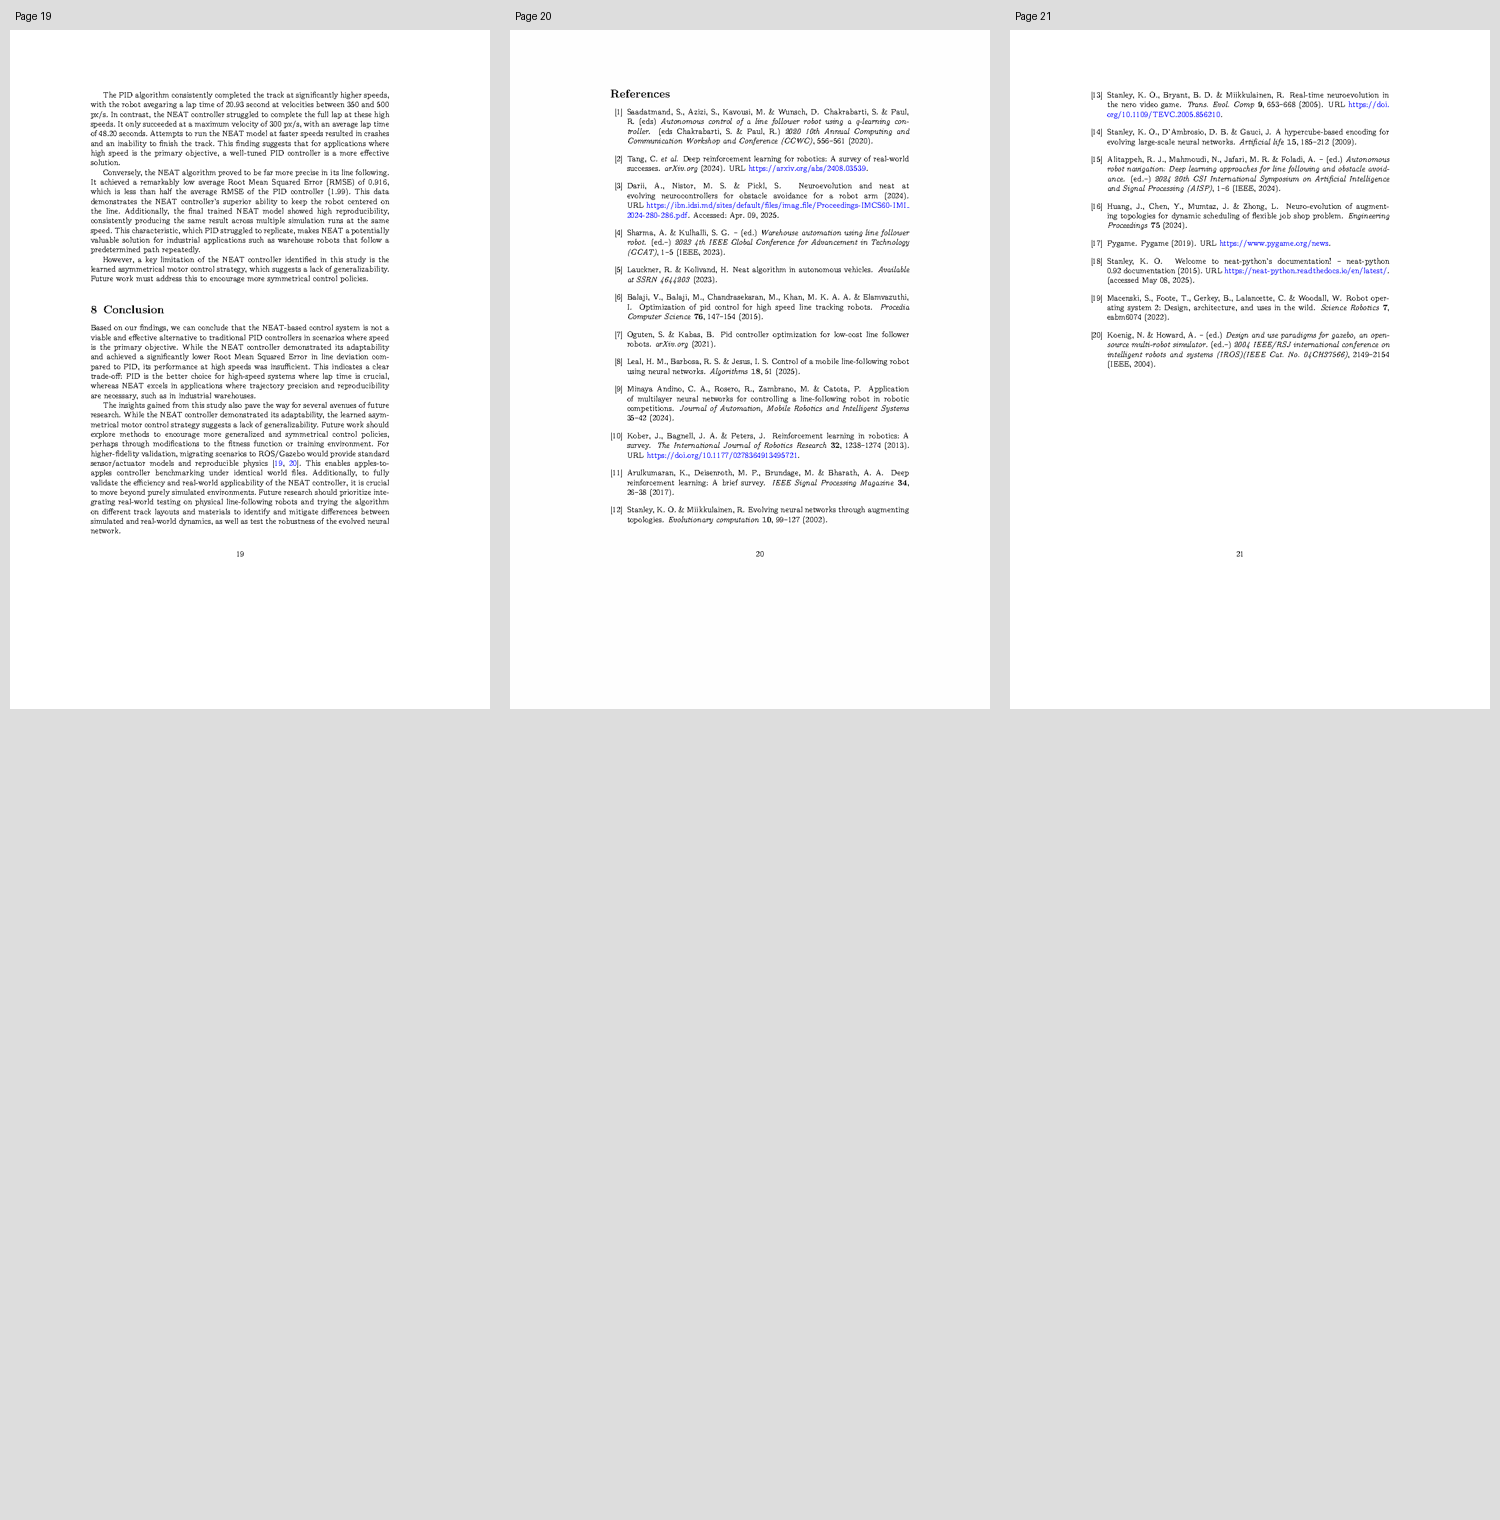 Page 19
The PID algorithm consistently completed the track at significantly higher speeds,
with the robot avegaring a lap time of 20.93 second at velocities between 350 and 500
px/s. In contrast, the NEAT controller struggled to complete the full lap at these high
speeds. It only succeeded at a maximum velocity of 300 px/s, with an average lap time
of 48.20 seconds. Attempts to run the NEAT model at faster speeds resulted in crashes
and an inability to finish the track. This finding suggests that for applications where
high speed is the primary objective, a well-tuned PID controller is a more effective
solution.
Conversely, the NEAT algorithm proved to be far more precise in its line following.
It achieved a remarkably low average Root Mean Squared Error (RMSE) of 0.916,
which is less than half the average RMSE of the PID controller (1.99). This data
demonstrates the NEAT controller's superior ability to keep the robot centered on
the line. Additionally, the final trained NEAT model showed high reproducibility,
consistently producing the same result across multiple simulation runs at the same
speed. This characteristic, which PID struggled to replicate, makes NEAT a potentially
valuable solution for industrial applications such as warehouse robots that follow a
predetermined path repeatedly.
However, a key limitation of the NEAT controller identified in this study is the
learned asymmetrical motor control strategy, which suggests a lack of generalizability.
Future work must address this to encourage more symmetrical control policies.
8 Conclusion
Based on our findings, we can conclude that the NEAT-based control system is not a
viable and effective alternative to traditional PID controllers in scenarios where speed
is the primary objective. While the NEAT controller demonstrated its adaptability
and achieved a significantly lower Root Mean Squared Error in line deviation com-
pared to PID, its performance at high speeds was insufficient. This indicates a clear
trade-off: PID is the better choice for high-speed systems where lap time is crucial,
whereas NEAT excels in applications where trajectory precision and reproducibility
are necessary, such as in industrial warehouses.
The insights gained from this study also pave the way for several avenues of future
research. While the NEAT controller demonstrated its adaptability, the learned asym-
metrical motor control strategy suggests a lack of generalizability. Future work should
explore methods to encourage more generalized and symmetrical control policies,
perhaps through modifications to the fitness function or training environment. For
higher-fidelity validation, migrating scenarios to ROS/Gazebo would provide standard
sensor/actuator models and reproducible physics [19, 20]. This enables apples-to-
apples controller benchmarking under identical world files. Additionally, to fully
validate the efficiency and real-world applicability of the NEAT controller, it is crucial
to move beyond purely simulated environments. Future research should prioritize inte-
grating real-world testing on physical line-following robots and trying the algorithm
on different track layouts and materials to identify and mitigate differences between
simulated and real-world dynamics, as well as test the robustness of the evolved neural
network.
19
Page 20
References
[1] Saadatmand, S., Azizi, S., Kavousi, M. & Wunsch, D. Chakrabarti, S. & Paul,
R. (eds) Autonomous control of a line follower robot using a q-learning con-
troller. (eds Chakrabarti, S. & Paul, R.) 2020 10th Annual Computing and
Communication Workshop and Conference (CCWC), 556–561 (2020).
[2] Tang, C. et al. Deep reinforcement learning for robotics: A survey of real-world
successes. arXiv.org (2024). URL https://arxiv.org/abs/2408.03539.
[3] Darii, A., Nistor, M. S. & Pickl, S. Neuroevolution and neat at
evolving neurocontrollers for obstacle avoidance for a robot arm (2024).
URL https://ibn.idsi.md/sites/default/files/imag_file/Proceedings-IMCS60-IMI_
2024-280-286.pdf. Accessed: Apr. 09, 2025.
[4] Sharma, A. & Kulhalli, S. G. – (ed.) Warehouse automation using line follower
robot. (ed.–) 2023 4th IEEE Global Conference for Advancement in Technology
(GCAT), 1–5 (IEEE, 2023).
[5] Lauckner, R. & Kolivand, H. Neat algorithm in autonomous vehicles. Available
at SSRN 4644203 (2023).
[6] Balaji, V., Balaji, M., Chandrasekaran, M., Khan, M. K. A. A. & Elamvazuthi,
I. Optimization of pid control for high speed line tracking robots. Procedia
Computer Science 76, 147–154 (2015).
[7] Oguten, S. & Kabas, B. Pid controller optimization for low-cost line follower
robots. arXiv.org (2021).
[8] Leal, H. M., Barbosa, R. S. & Jesus, I. S. Control of a mobile line-following robot
using neural networks. Algorithms 18, 51 (2025).
[9] Minaya Andino, C. A., Rosero, R., Zambrano, M. & Catota, P. Application
of multilayer neural networks for controlling a line-following robot in robotic
competitions. Journal of Automation, Mobile Robotics and Intelligent Systems
35–42 (2024).
[10] Kober, J., Bagnell, J. A. & Peters, J. Reinforcement learning in robotics: A
survey. The International Journal of Robotics Research 32, 1238–1274 (2013).
URL https://doi.org/10.1177/0278364913495721.
[11] Arulkumaran, K., Deisenroth, M. P., Brundage, M. & Bharath, A. A. Deep
reinforcement learning: A brief survey. IEEE Signal Processing Magazine 34,
26–38 (2017).
[12] Stanley, K. O. & Miikkulainen, R. Evolving neural networks through augmenting
topologies. Evolutionary computation 10, 99–127 (2002).
20
Page 21
[13] Stanley, K. O., Bryant, B. D. & Miikkulainen, R. Real-time neuroevolution in
the nero video game. Trans. Evol. Comp 9, 653–668 (2005). URL https://doi.
org/10.1109/TEVC.2005.856210.
[14] Stanley, K. O., D'Ambrosio, D. B. & Gauci, J. A hypercube-based encoding for
evolving large-scale neural networks. Artificial life 15, 185–212 (2009).
[15] Alitappeh, R. J., Mahmoudi, N., Jafari, M. R. & Foladi, A. – (ed.) Autonomous
robot navigation: Deep learning approaches for line following and obstacle avoid-
ance. (ed.–) 2024 20th CSI International Symposium on Artificial Intelligence
and Signal Processing (AISP), 1–6 (IEEE, 2024).
[16] Huang, J., Chen, Y., Mumtaz, J. & Zhong, L. Neuro-evolution of augment-
ing topologies for dynamic scheduling of flexible job shop problem. Engineering
Proceedings 75 (2024).
[17] Pygame. Pygame (2019). URL https://www.pygame.org/news.
[18] Stanley, K. O. Welcome to neat-python's documentation! – neat-python
0.92 documentation (2015). URL https://neat-python.readthedocs.io/en/latest/.
(accessed May 08, 2025).
[19] Macenski, S., Foote, T., Gerkey, B., Lalancette, C. & Woodall, W. Robot oper-
ating system 2: Design, architecture, and uses in the wild. Science Robotics 7,
eabm6074 (2022).
[20] Koenig, N. & Howard, A. – (ed.) Design and use paradigms for gazebo, an open-
source multi-robot simulator. (ed.–) 2004 IEEE/RSJ international conference on
intelligent robots and systems (IROS)(IEEE Cat. No. 04CH37566), 2149–2154
(IEEE, 2004).
21